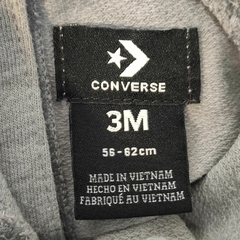 CONVERSE
3M
56-62cm
MADE IN VIETNAM
HECHO EN VIETNAM
FABRIQUÉ AU VIETNAM